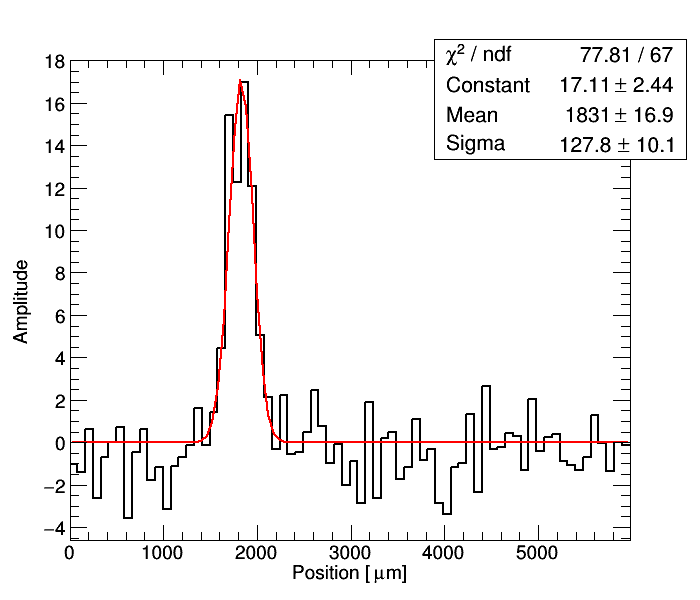 χ² / ndf 77.81 / 67
Constant 17.11 ± 2.44
Mean 1831 ± 16.9
Sigma 127.8 ± 10.1
18
16
14
12
10
8
6
4
2
0
−2
−4
Amplitude
0 1000 2000 3000 4000 5000
Position [ μm]